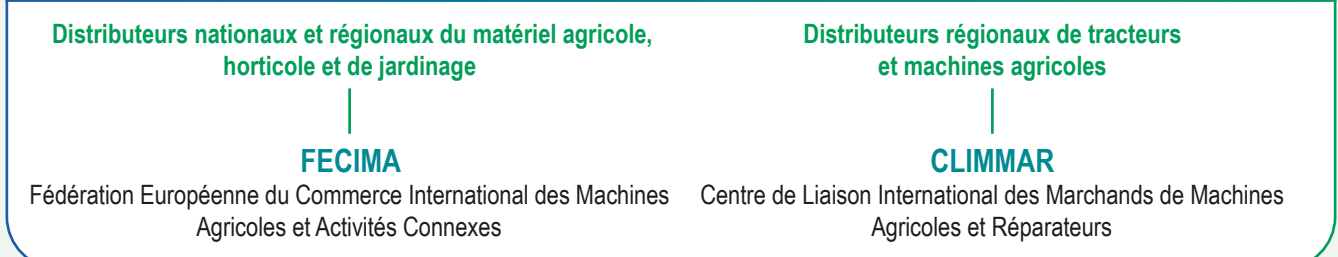 Distributeurs nationaux et régionaux du matériel agricole,
horticole et de jardinage
FECIMA
Fédération Européenne du Commerce International des Machines
Agricoles et Activités Connexes
Distributeurs régionaux de tracteurs
et machines agricoles
CLIMMAR
Centre de Liaison International des Marchands de Machines
Agricoles et Réparateurs